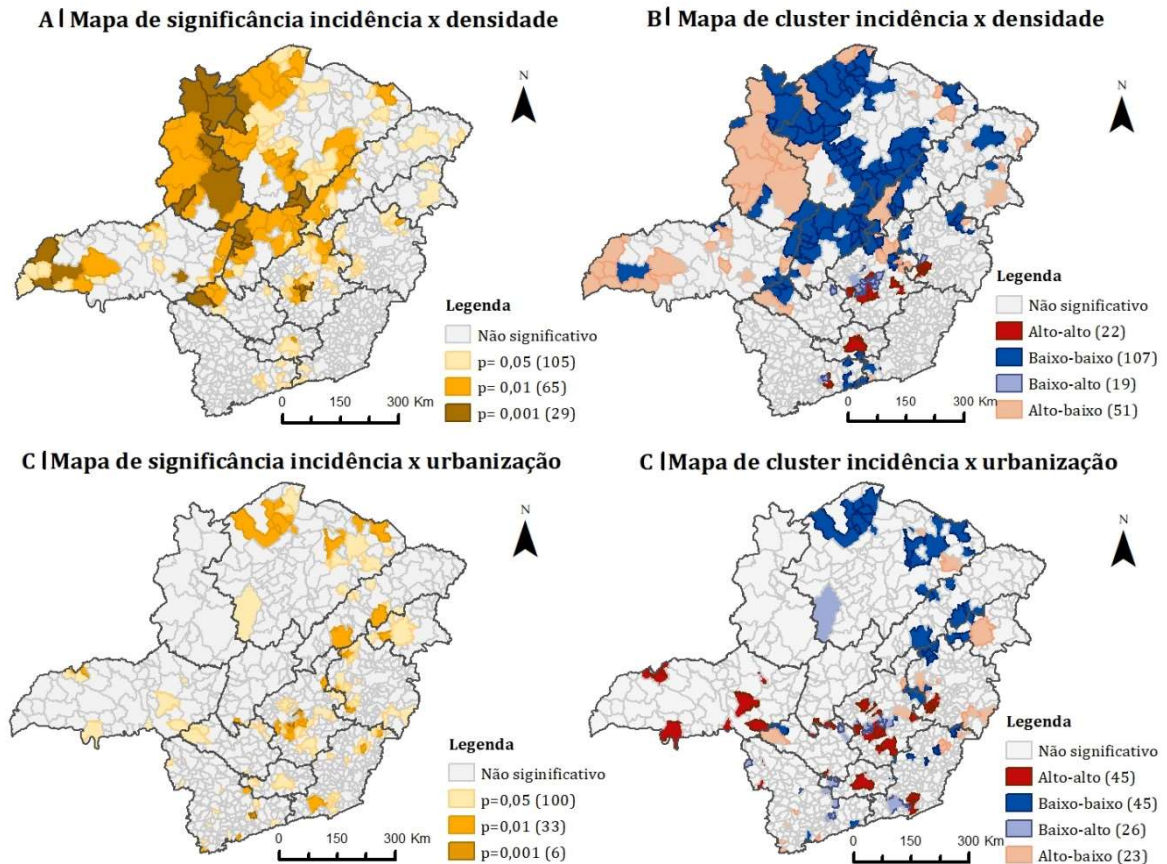 A | Mapa de significância incidência x densidade
N
Legenda
Não significativo
p= 0,05 (105)
p= 0,01 (65)
p= 0,001 (29)
0 150 300 Km
B | Mapa de cluster incidência x densidade
N
Legenda
Não significativo
Alto-alto (22)
Baixo-baixo (107)
Baixo-alto (19)
Alto-baixo (51)
0 150 300 Km
C | Mapa de significância incidência x urbanização
N
Legenda
Não siginificativo
p=0,05 (100)
p=0,01 (33)
p=0,001 (6)
0 150 300 Km
C | Mapa de cluster incidência x urbanização
N
Legenda
Não significativo
Alto-alto (45)
Baixo-baixo (45)
Baixo-alto (26)
Alto-baixo (23)
0 150 300 Km